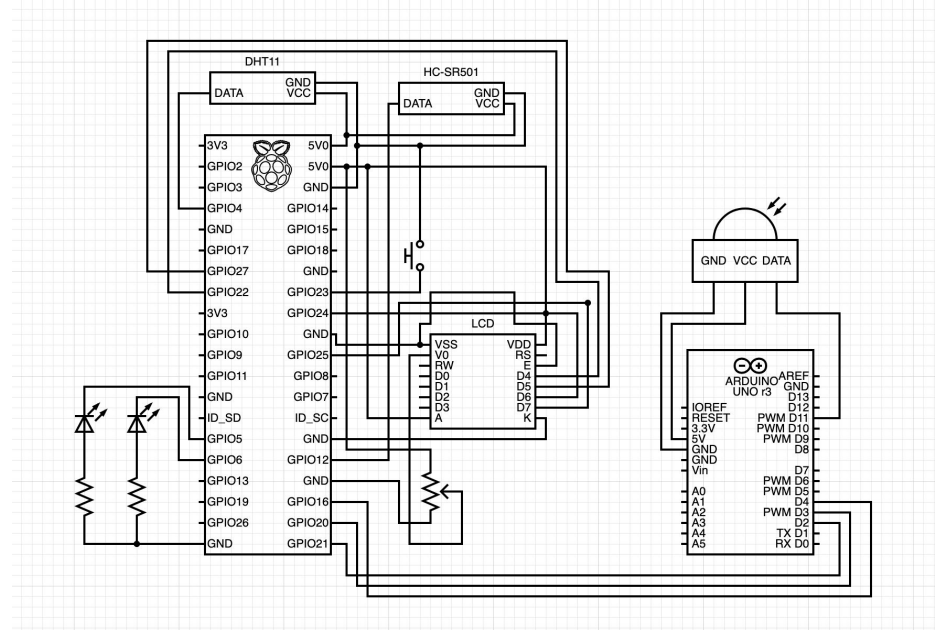 DHT11
GND
DATA
VCC
HC-SR501
GND
DATA
VCC
3V3
5V0
GPIO2
5V0
GPIO3
GND
GPIO4
GPIO14
GND
GPIO15
GPIO17
GPIO18
GPIO27
GND
GPIO22
GPIO23
3V3
GPIO24
GPIO10
GND
GPIO9
GPIO25
GPIO11
GPIO8
GND
GPIO7
ID_SD
ID_SC
GPIO5
GND
GPIO6
GPIO12
GPIO13
GND
GPIO19
GPIO16
GPIO26
GPIO20
GND
GPIO21
LCD
VSS
VDD
V0
RS
RW
E
D0
D4
D1
D5
D2
D6
D3
D7
A
K
GND VCC DATA
ARDUINO
UNO r3
AREF
GND
D13
IOREF
D12
RESET
PWM D11
3.3V
PWM D10
5V
PWM D9
GND
D8
GND
Vin
D7
PWM D6
A0
PWM D5
A1
D4
A2
PWM D3
A3
D2
A4
TX D1
A5
RX D0